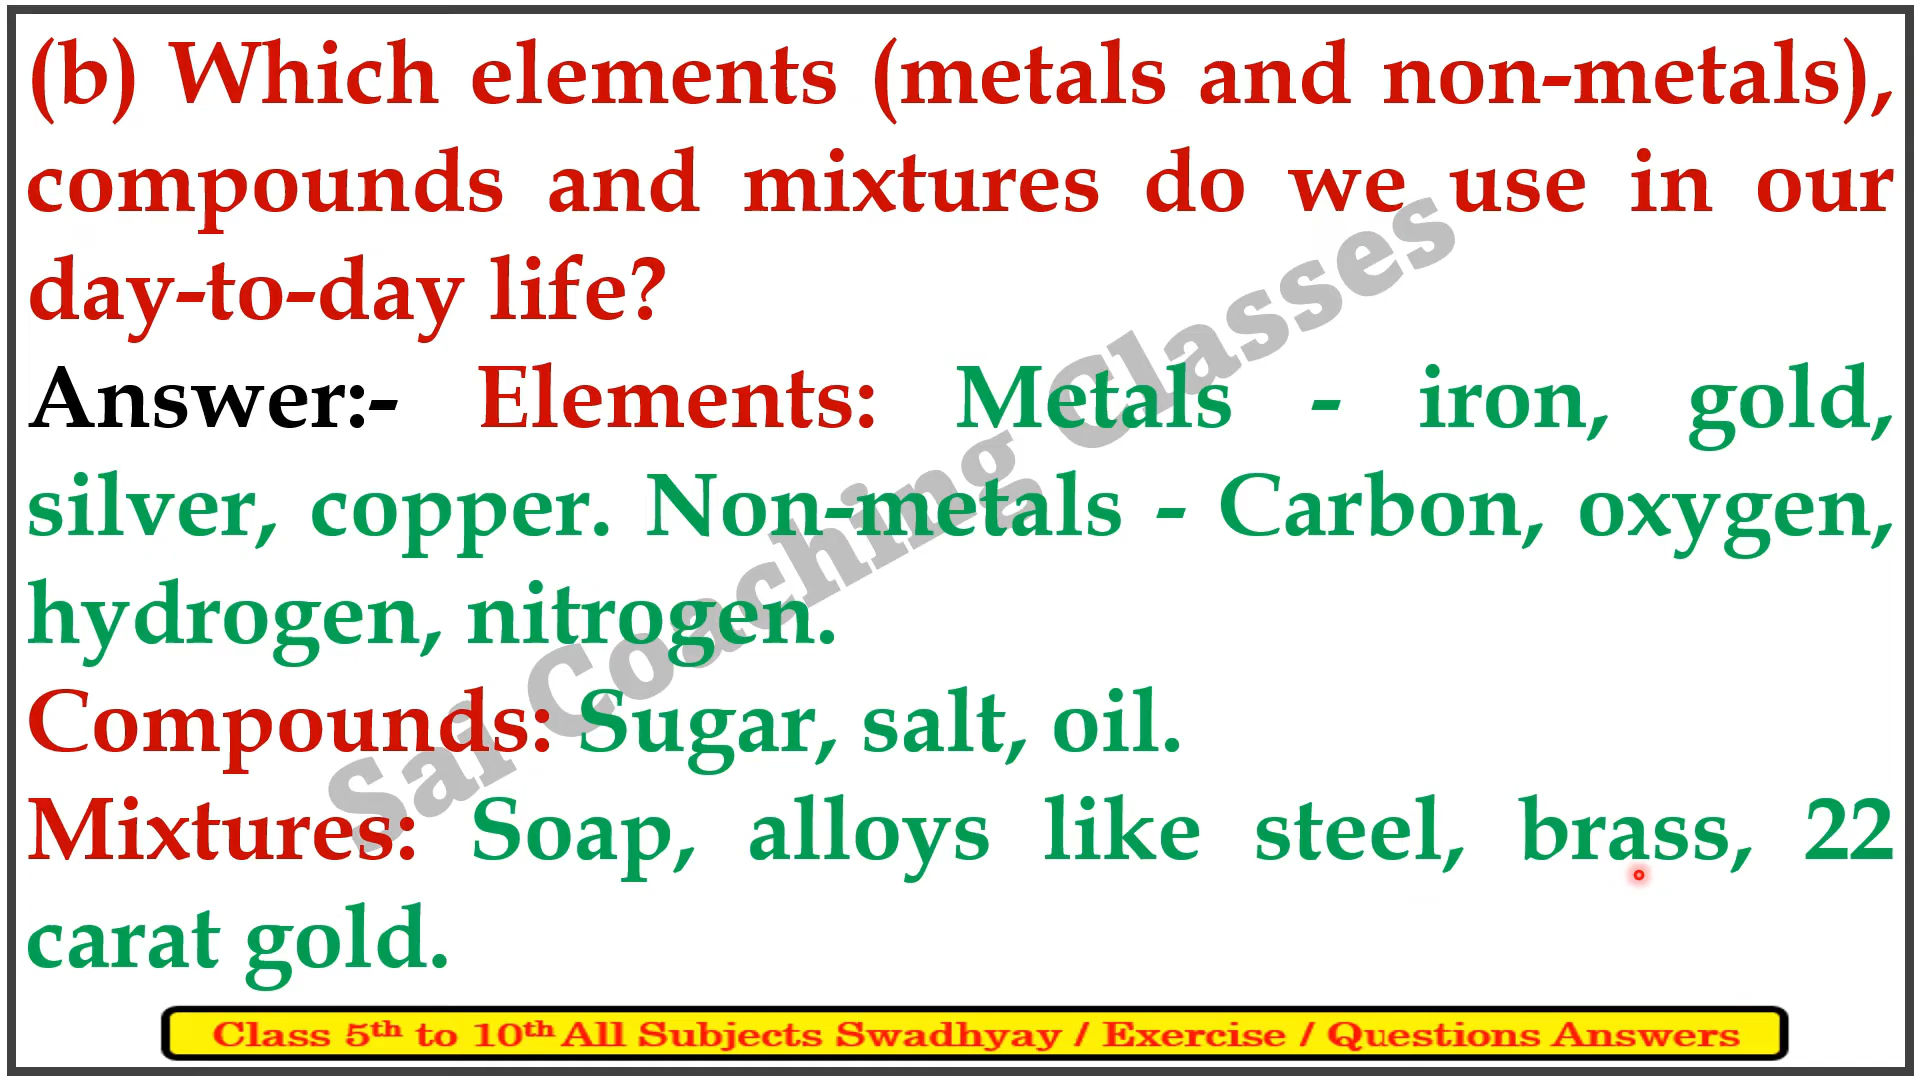 (b) Which elements (metals and non-metals),
compounds and mixtures do we use in our
day-to-day life?
Answer:- Elements: Metals - iron, gold,
silver, copper. Non-metals - Carbon, oxygen,
hydrogen, nitrogen.
Compounds: Sugar, salt, oil.
Mixtures: Soap, alloys like steel, brass, 22
carat gold.
Sai Coaching Classes
Class 5th to 10th All Subjects Swadhyay / Exercise / Questions Answers